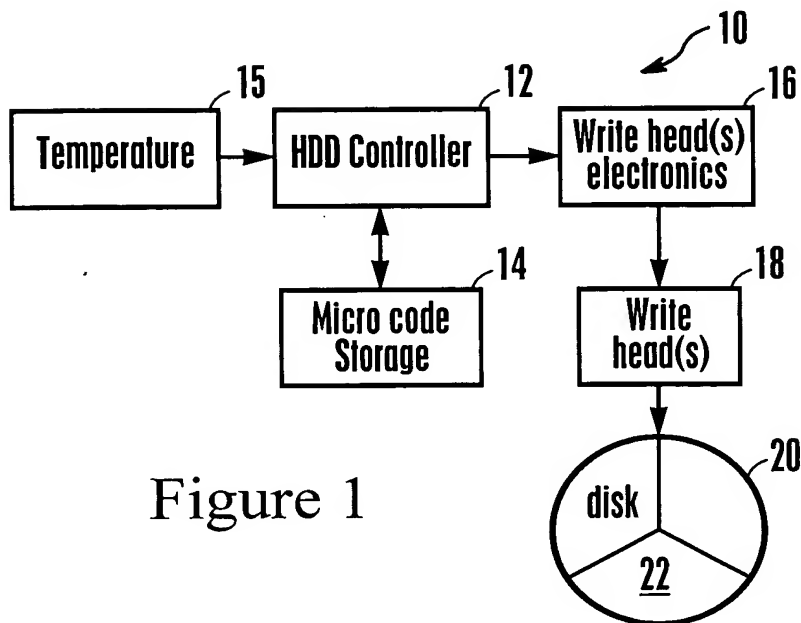 10
15
12
16
Temperature
HDD Controller
Write head(s)
electronics
14
18
Micro code
Storage
Write
head(s)
20
disk
22
Figure 1